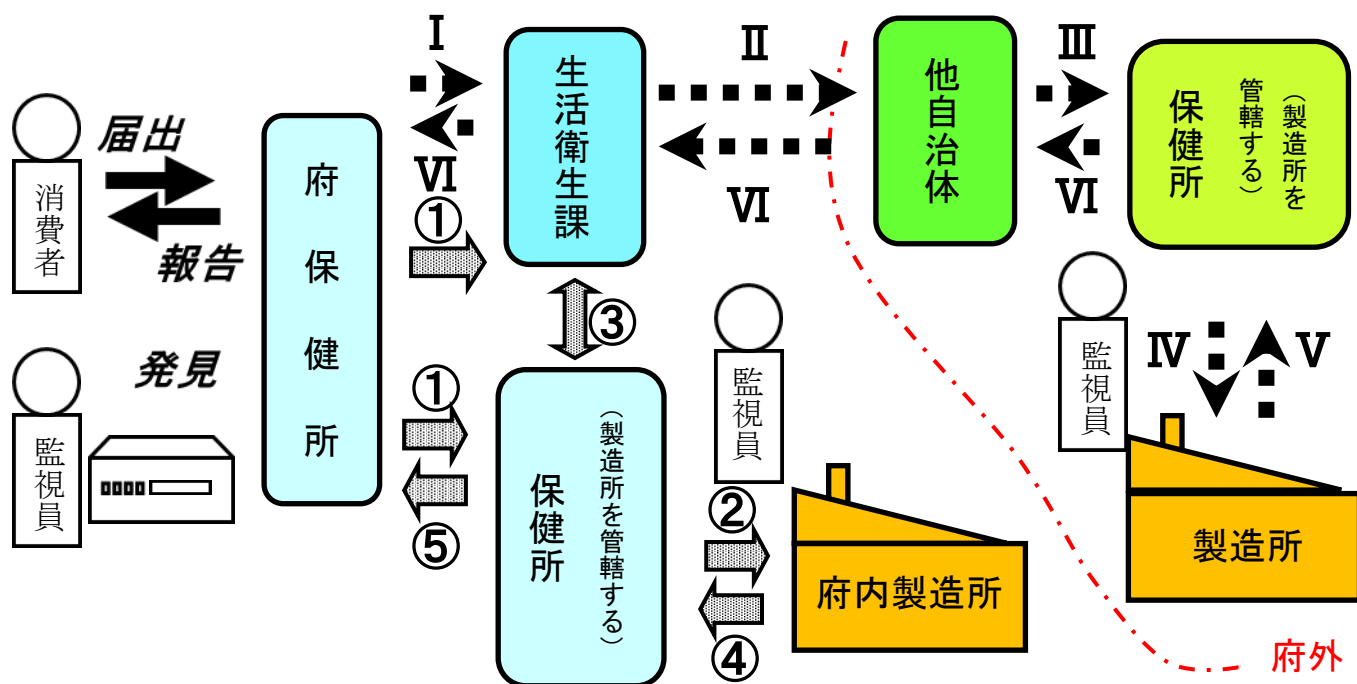 届出
報告
消費者
発見
監視員
府保健所
Ⅰ
Ⅵ
①
①
⑤
生活衛生課
③
保健所
（製造所を管轄する）
Ⅱ
Ⅵ
監視員
②
④
府内製造所
他自治体
Ⅲ
Ⅵ
保健所
（製造所を
管轄する）
監視員
Ⅳ
Ⅴ
製造所
府外